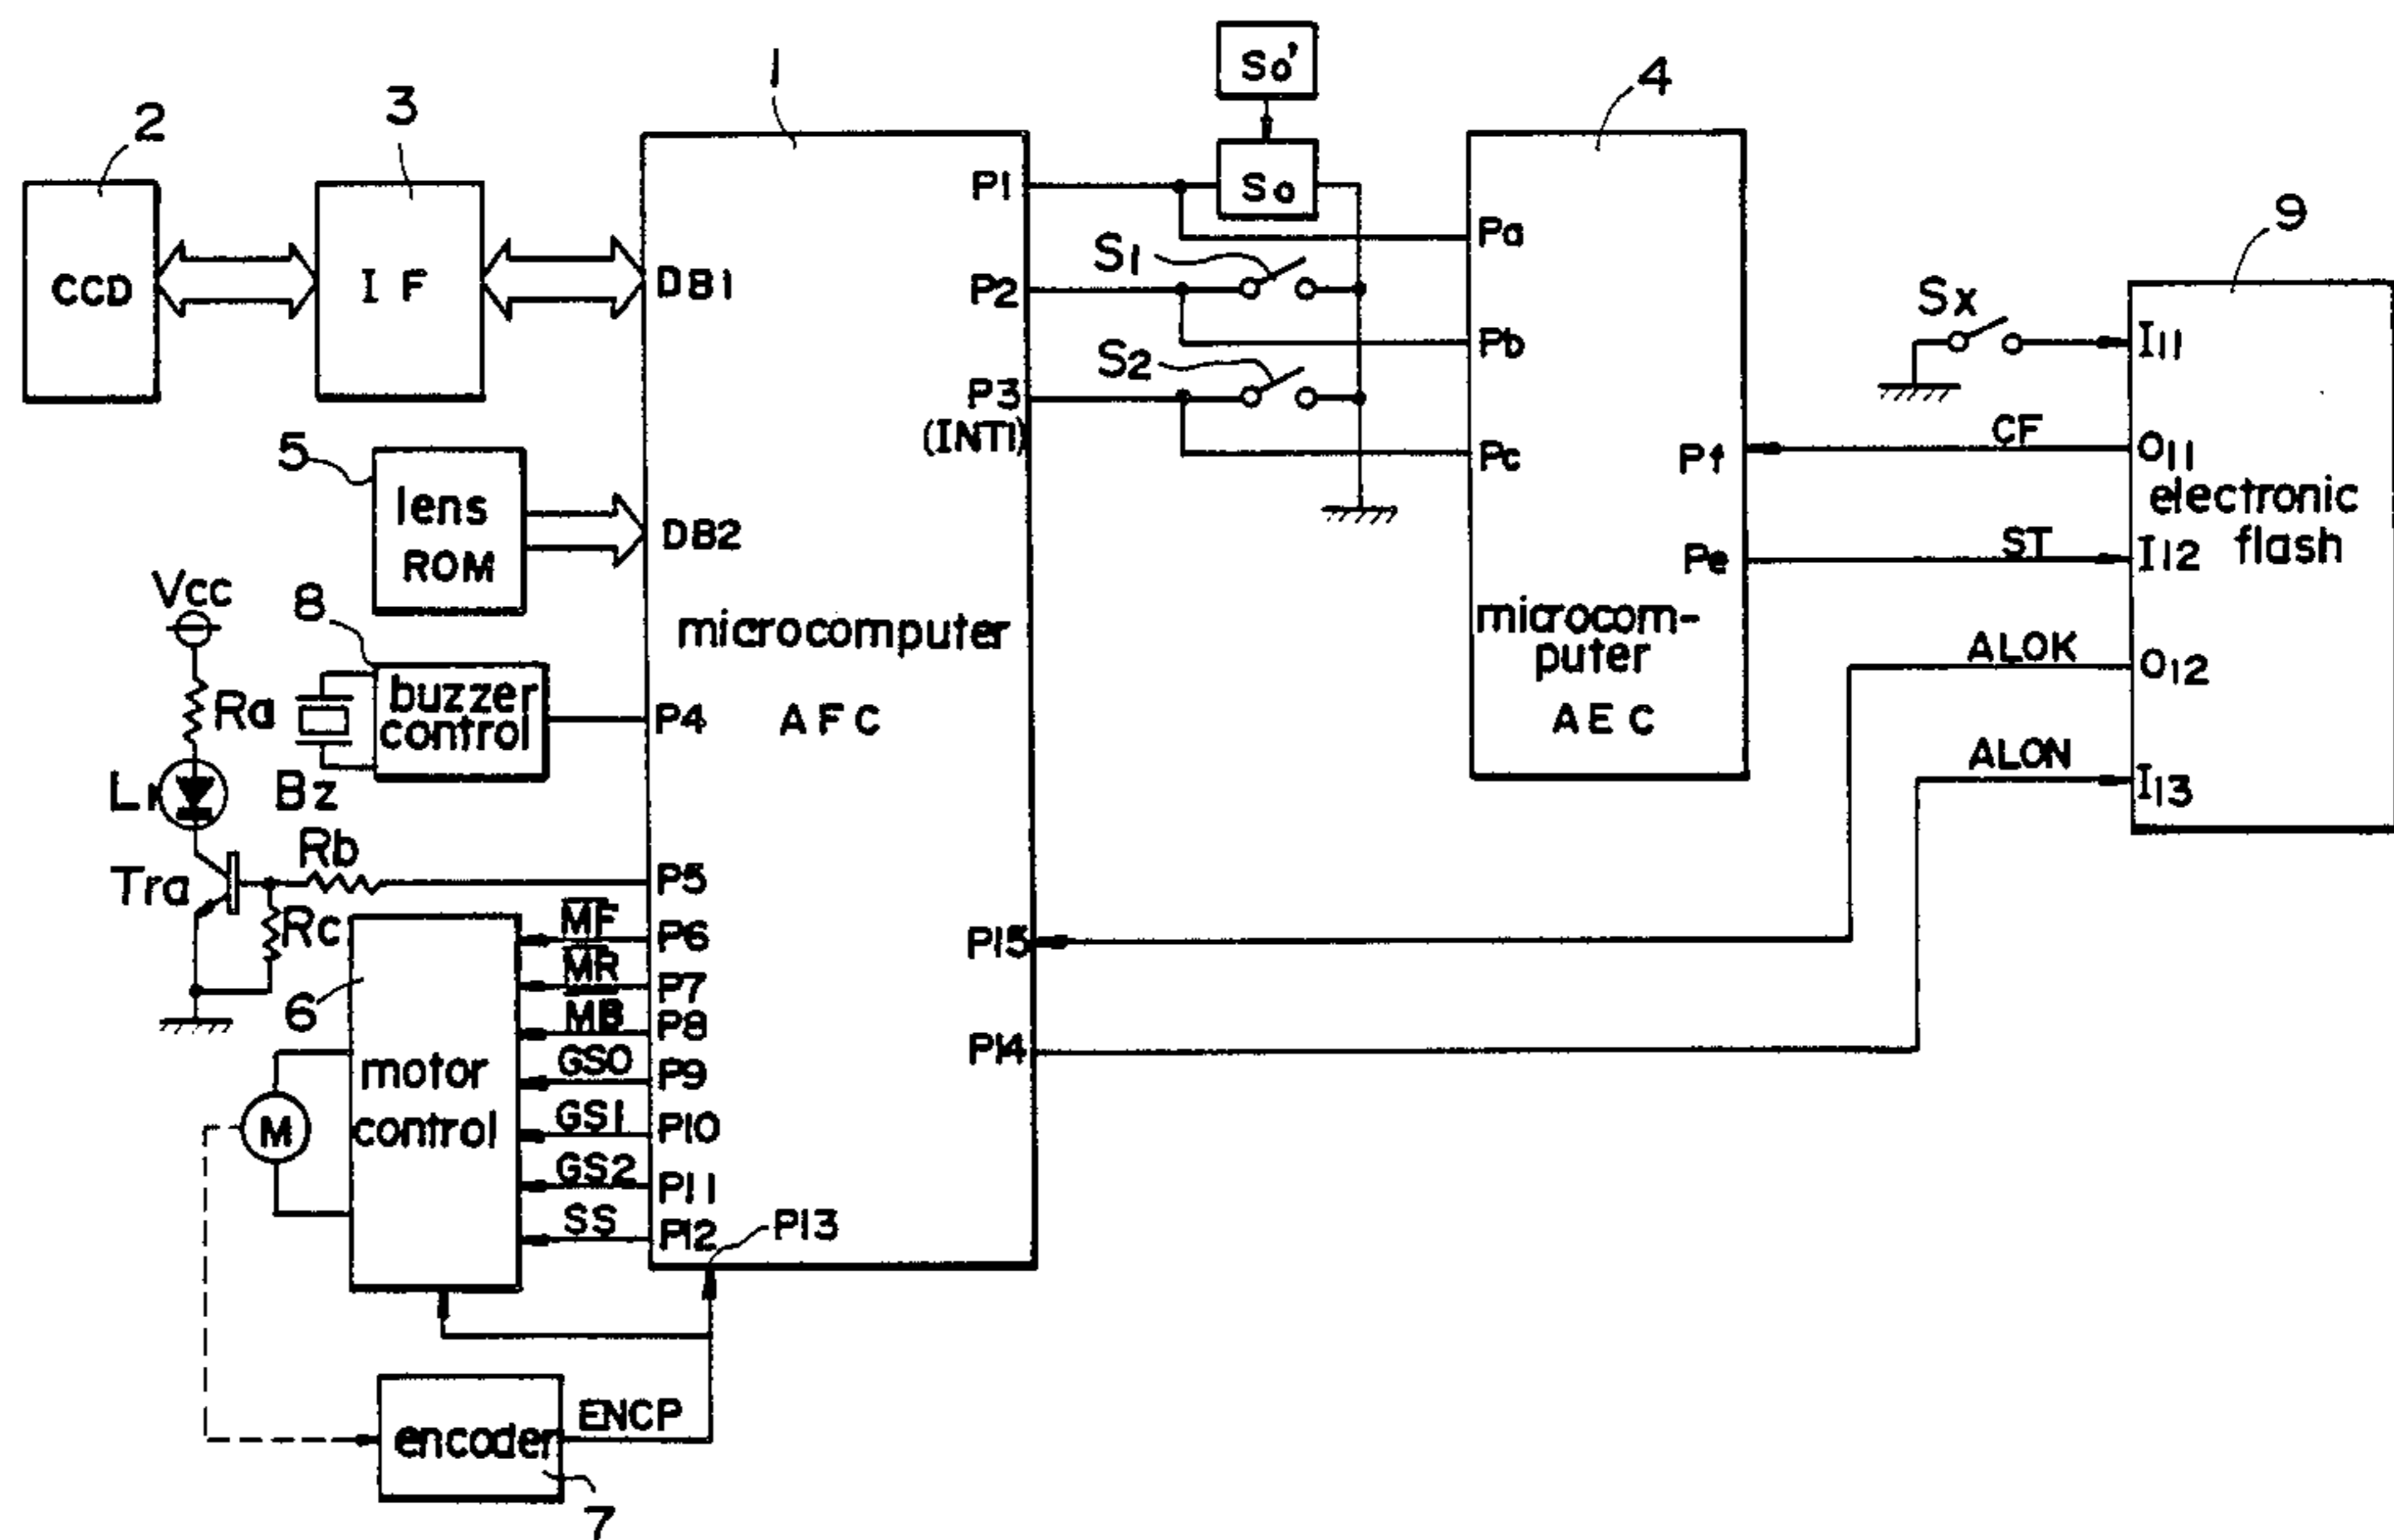 1
So'
4
2
3
P1
So
Pa
9
CCD
I F
DB1
P2
S1
Pb
Sx
I11
S2
P3
(INT1)
Pc
Pf
CF
O11
electronic
flash
5
lens
ROM
DB2
Pe
ST
I12
Vcc
8
microcomputer
AFC
microcom-
puter
AEC
ALOK
O12
Ra
buzzer
control
P4
ALON
I13
Bz
Rb
Tra
P5
Rc
MF
P6
P15
MR
P7
6
MB
P8
P14
motor
control
GS0
P9
M
GS1
P10
GS2
P11
SS
P12
P13
encoder
ENCP
7